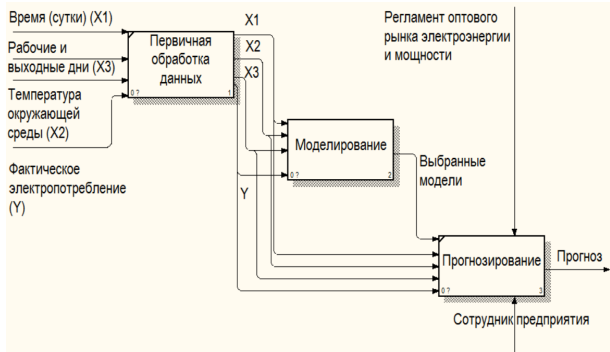 Время (сутки) (X1)
Рабочие и
выходные дни (X3)
Температура
окружающей
среды (X2)
Фактическое
электропотребление
(Y)
Первичная
обработка
данных
0 ?
1
X1
X2
X3
Y
Моделирование
0 ?
2
Выбранные
модели
Регламент оптового
рынка электроэнергии
и мощности
Прогнозирование
0 ?
3
Прогноз
Сотрудник предприятия